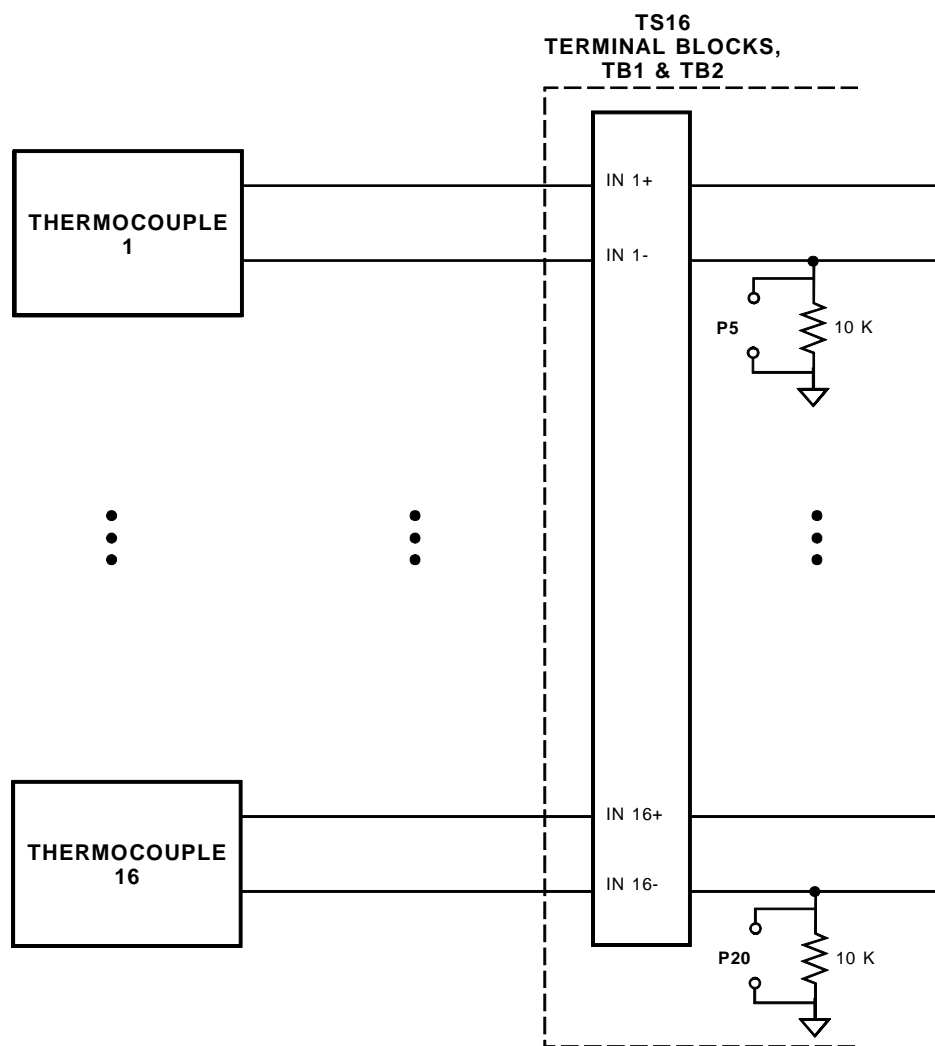 TS16
TERMINAL BLOCKS,
TB1 & TB2
IN 1+
THERMOCOUPLE
1
IN 1-
P5
10 K
IN 16+
THERMOCOUPLE
16
IN 16-
P20
10 K